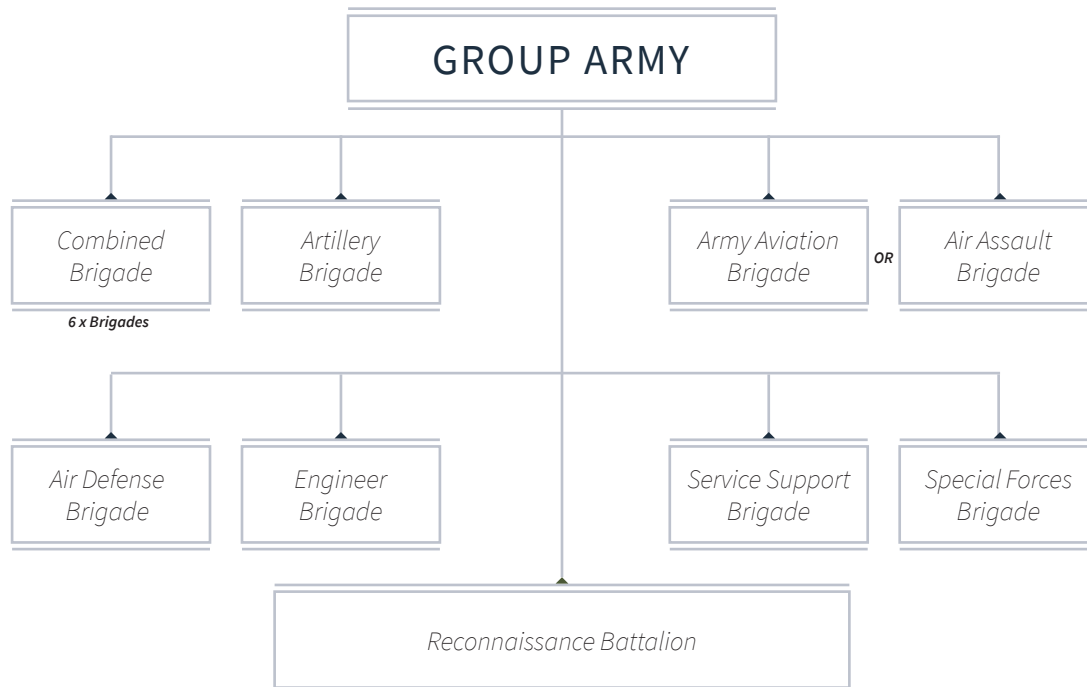 GROUP ARMY
Combined
Brigade
6 x Brigades
Artillery
Brigade
Army Aviation
Brigade
OR
Air Assault
Brigade
Air Defense
Brigade
Engineer
Brigade
Service Support
Brigade
Special Forces
Brigade
Reconnaissance Battalion